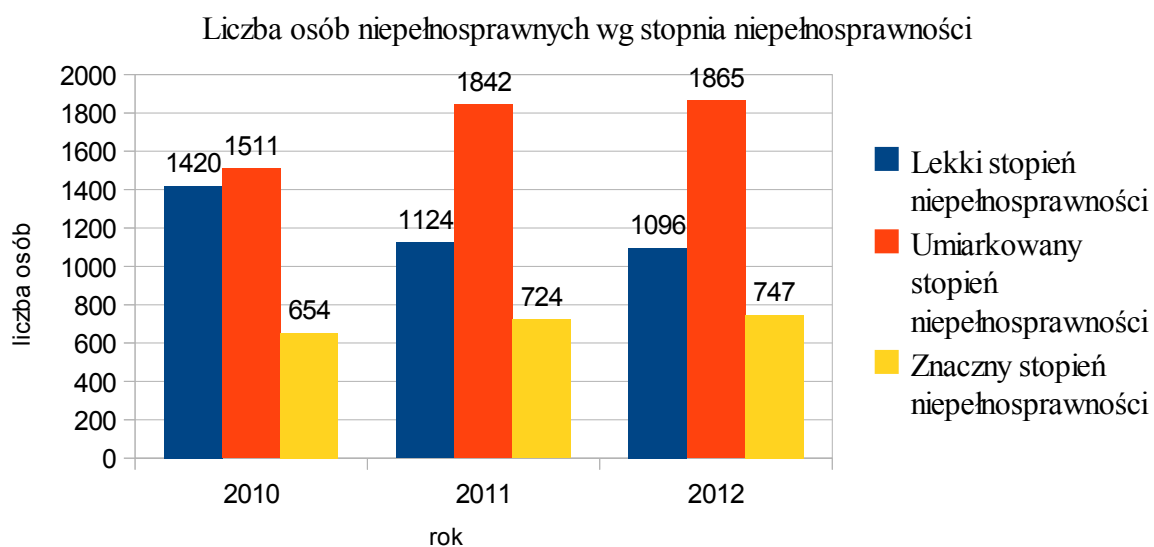 Liczba osób niepełnosprawnych wg stopnia niepełnosprawności
2000
1800
1600
1400
1200
1000
800
600
400
200
0
liczba osób
1420
1511
654
1124
1842
724
1096
1865
747
2010
2011
2012
rok
Lekki stopień
niepełnosprawności
Umiarkowany
stopień
niepełnosprawności
Znaczny stopień
niepełnosprawności